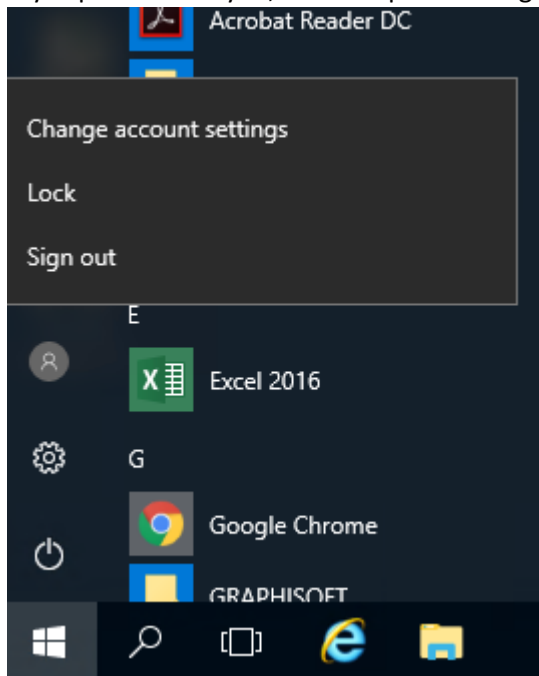 Acrobat Reader DC
Change account settings
Lock
Sign out
E
Excel 2016
G
Google Chrome
GRAPHISOFT